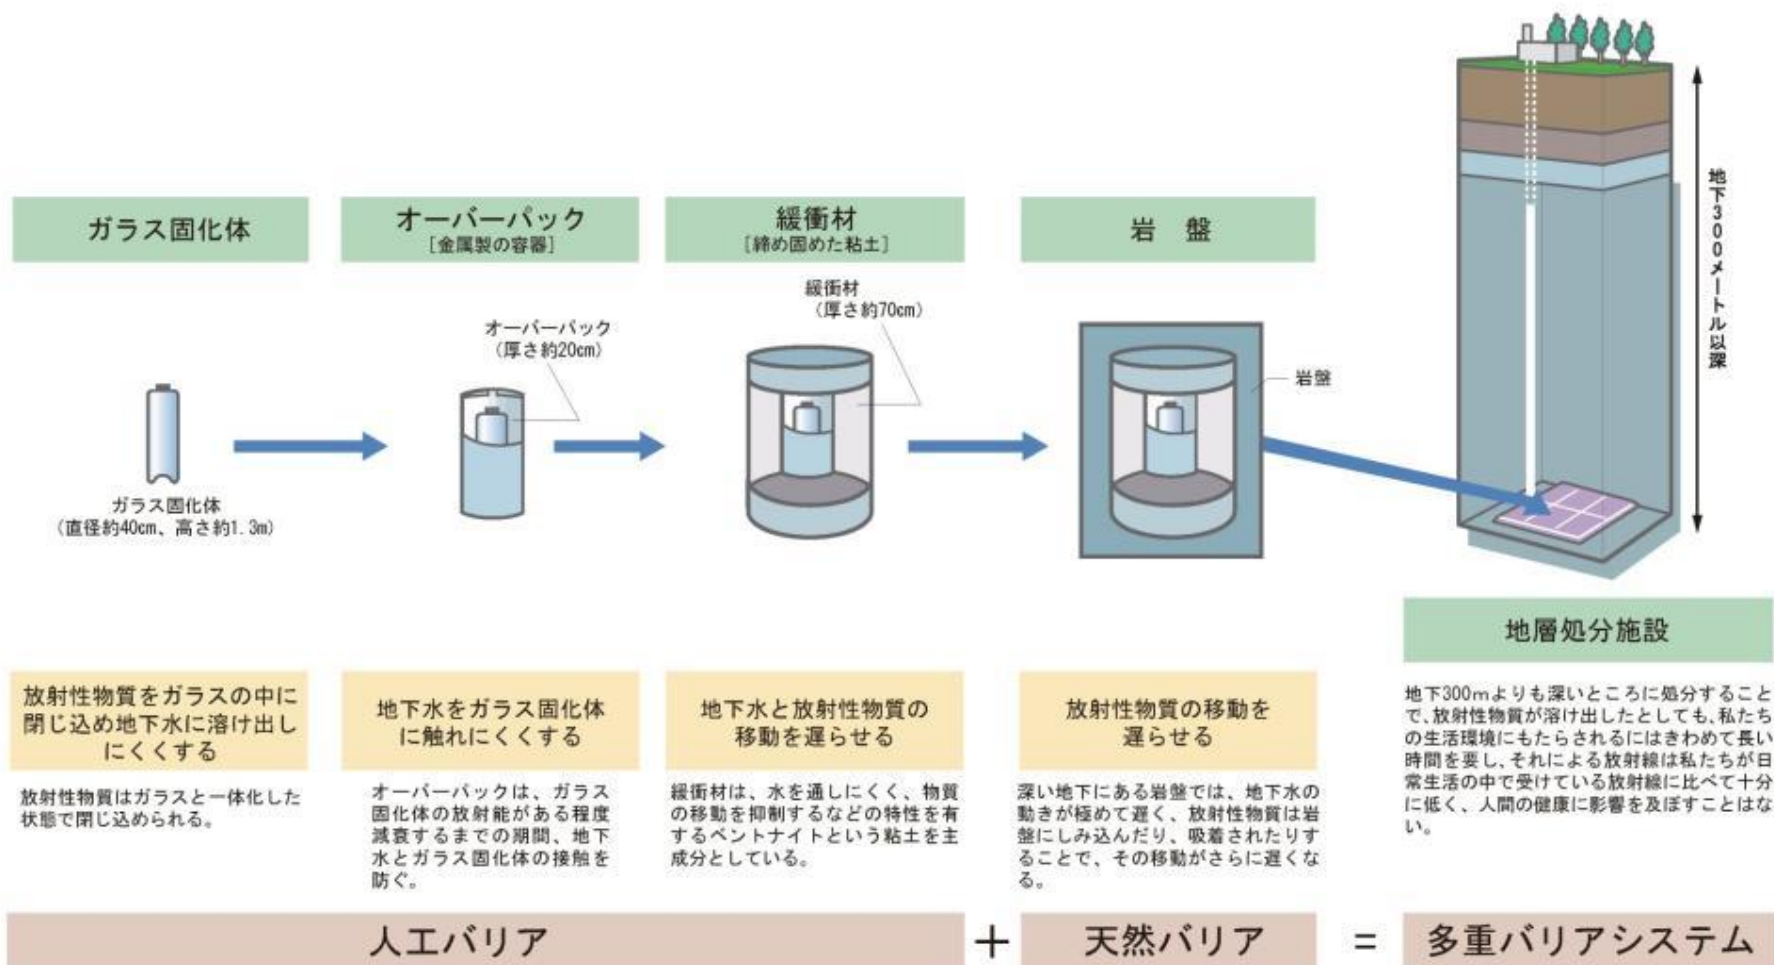 ガラス固化体
オーバーパック
[金属製の容器]
緩衝材
[締め固めた粘土]
岩 盤
地下300メートル以深
緩衝材
（厚さ約70cm）
オーバーパック
（厚さ約20cm）
岩盤
ガラス固化体
（直径約40cm、高さ約1.3m）
地層処分施設
放射性物質をガラスの中に
閉じ込め地下水に溶け出し
にくくする
放射性物質はガラスと一体化した
状態で閉じ込められる。
地下水をガラス固化体
に触れにくくする
オーバーパックは、ガラス
固化体の放射能がある程度
減衰するまでの期間、地下
水とガラス固化体の接触を
防ぐ。
地下水と放射性物質の
移動を遅らせる
緩衝材は、水を通しにくく、物質
の移動を抑制するなどの特性を有
するベントナイトという粘土を主
成分としている。
放射性物質の移動を
遅らせる
深い地下にある岩盤では、地下水の
動きが極めて遅く、放射性物質は岩
盤にしみ込んだり、吸着されたりす
ることで、その移動がさらに遅くな
る。
地下300mよりも深いところに処分すること
で、放射性物質が溶け出したとしても、私たち
の生活環境にもたらされるにはきわめて長い
時間を要し、それによる放射線は私たちが日
常生活の中で受けている放射線に比べて十分
に低く、人間の健康に影響を及ぼすことはな
い。
人工バリア
+
天然バリア
=
多重バリアシステム